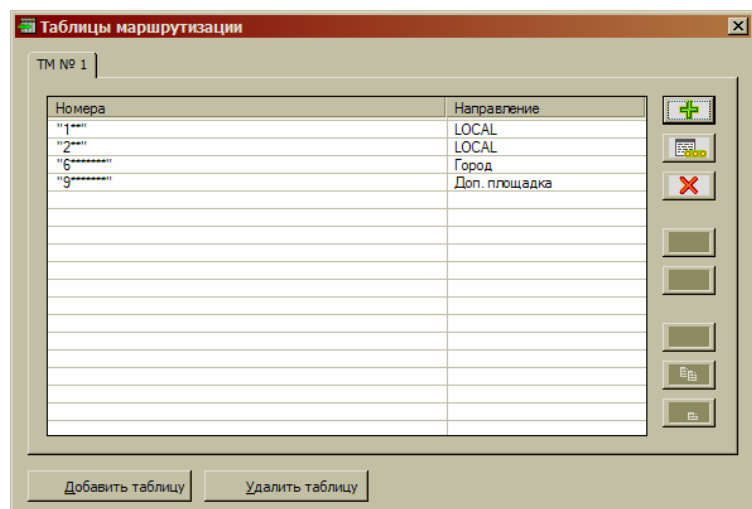 Таблицы маршрутизации
ТМ № 1
Номера Направление
"1**" LOCAL
"2**" LOCAL
"6*******" Город
"9*******" Доп. площадка
Добавить таблицу Удалить таблицу